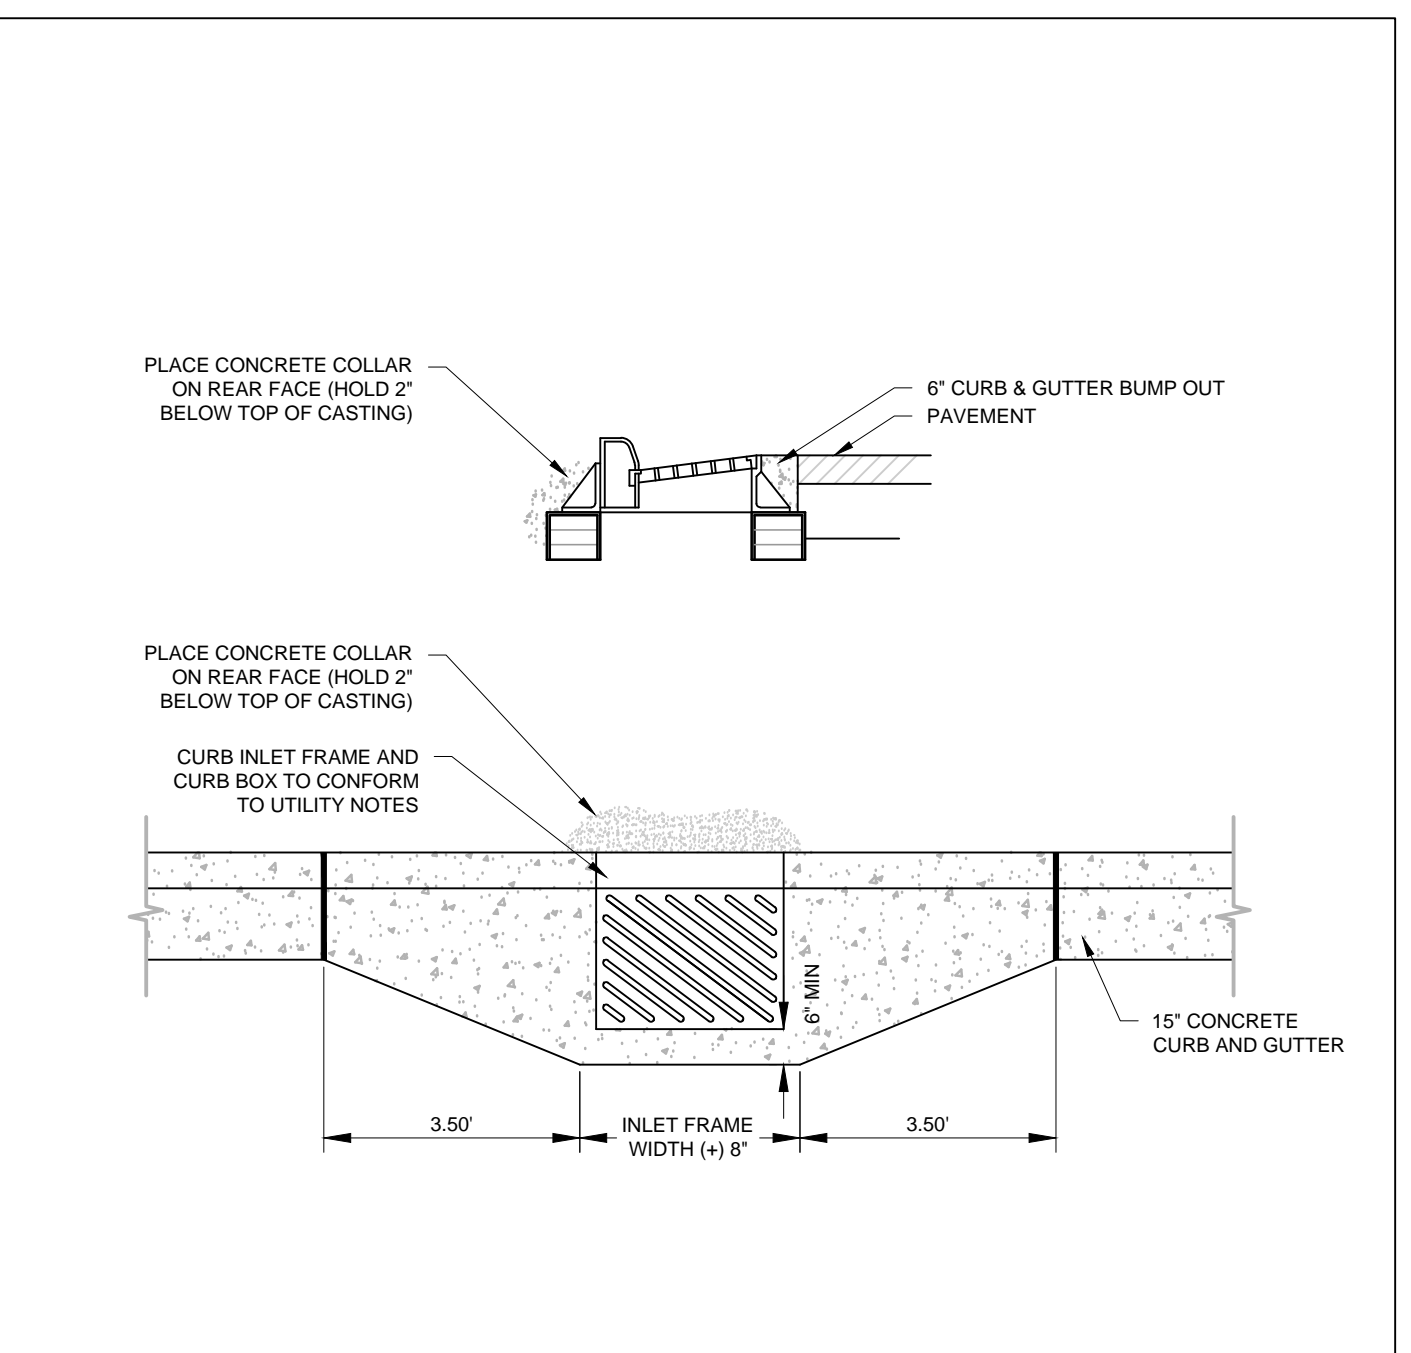 PLACE CONCRETE COLLAR
ON REAR FACE (HOLD 2"
BELOW TOP OF CASTING)
6" CURB & GUTTER BUMP OUT
PAVEMENT
PLACE CONCRETE COLLAR
ON REAR FACE (HOLD 2"
BELOW TOP OF CASTING)
CURB INLET FRAME AND
CURB BOX TO CONFORM
TO UTILITY NOTES
6" MIN
15" CONCRETE
CURB AND GUTTER
3.50'
INLET FRAME
WIDTH (+) 8"
3.50'